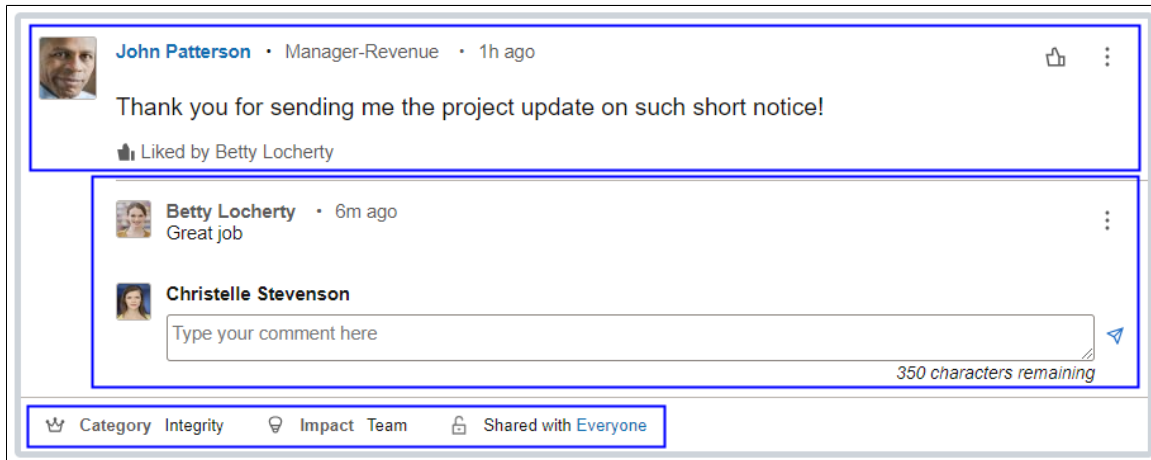 John Patterson • Manager-Revenue • 1h ago
Thank you for sending me the project update on such short notice!
Liked by Betty Locherty
Betty Locherty • 6m ago
Great job
Christelle Stevenson
Type your comment here
350 characters remaining
Category Integrity Impact Team Shared with Everyone